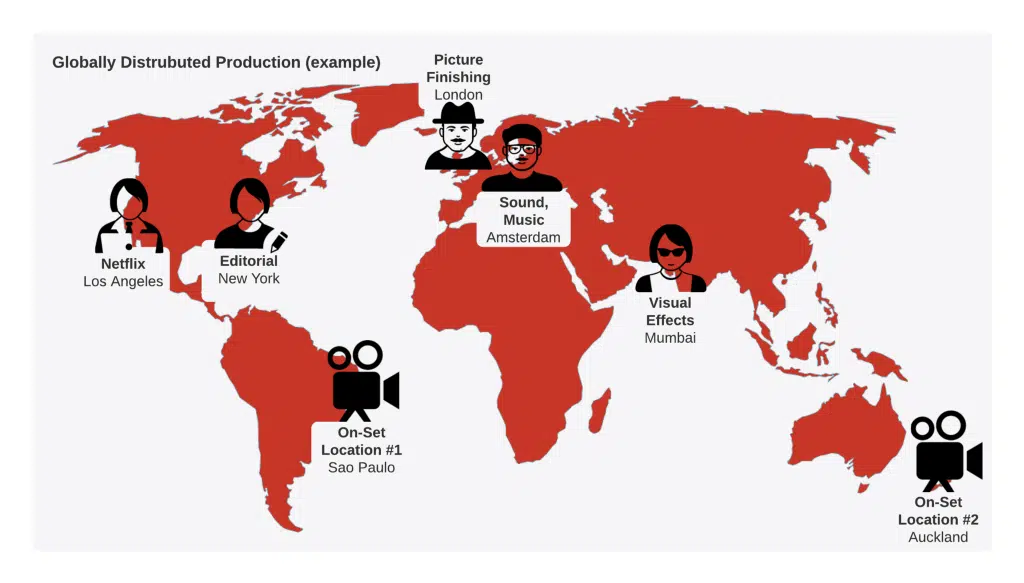 Globally Distrubuted Production (example)
Picture
Finishing
London
Sound,
Music
Amsterdam
Netflix
Los Angeles
Editorial
New York
Visual
Effects
Mumbai
On-Set
Location #1
Sao Paulo
On-Set
Location #2
Auckland